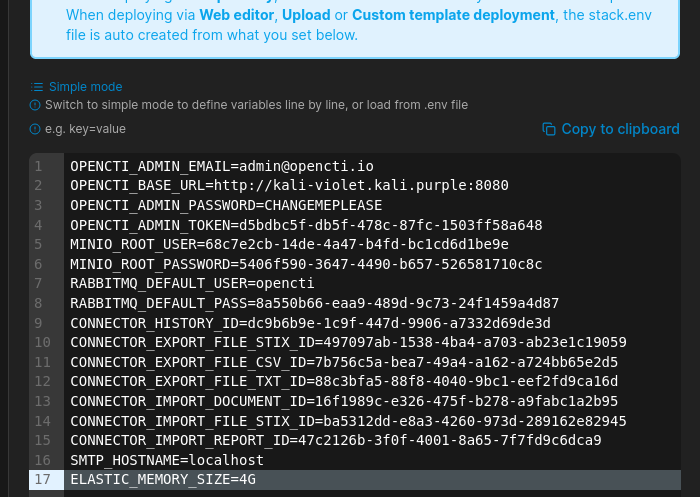 When deploying via Web editor, Upload or Custom template deployment, the stack.env
file is auto created from what you set below.
Simple mode
Switch to simple mode to define variables line by line, or load from .env file
e.g. key=value
Copy to clipboard
1 OPENCTI_ADMIN_EMAIL=admin@opencti.io
2 OPENCTI_BASE_URL=http://kali-violet.kali.purple:8080
3 OPENCTI_ADMIN_PASSWORD=CHANGEMEPLEASE
4 OPENCTI_ADMIN_TOKEN=d5bdbc5f-db5f-478c-87fc-1503ff58a648
5 MINIO_ROOT_USER=68c7e2cb-14de-4a47-b4fd-bc1cd6d1be9e
6 MINIO_ROOT_PASSWORD=5406f590-3647-4490-b657-526581710c8c
7 RABBITMQ_DEFAULT_USER=opencti
8 RABBITMQ_DEFAULT_PASS=8a550b66-eaa9-489d-9c73-24f1459a4d87
9 CONNECTOR_HISTORY_ID=dc9b6b9e-1c9f-447d-9906-a7332d69de3d
10 CONNECTOR_EXPORT_FILE_STIX_ID=497097ab-1538-4ba4-a703-ab23e1c19059
11 CONNECTOR_EXPORT_FILE_CSV_ID=7b756c5a-bea7-49a4-a162-a724bb65e2d5
12 CONNECTOR_EXPORT_FILE_TXT_ID=88c3bfa5-88f8-4040-9bc1-eef2fd9ca16d
13 CONNECTOR_IMPORT_DOCUMENT_ID=16f1989c-e326-475f-b278-a9fabc1a2b95
14 CONNECTOR_IMPORT_FILE_STIX_ID=ba5312dd-e8a3-4260-973d-289162e82945
15 CONNECTOR_IMPORT_REPORT_ID=47c2126b-3f0f-4001-8a65-7f7fd9c6dca9
16 SMTP_HOSTNAME=localhost
17 ELASTIC_MEMORY_SIZE=4G